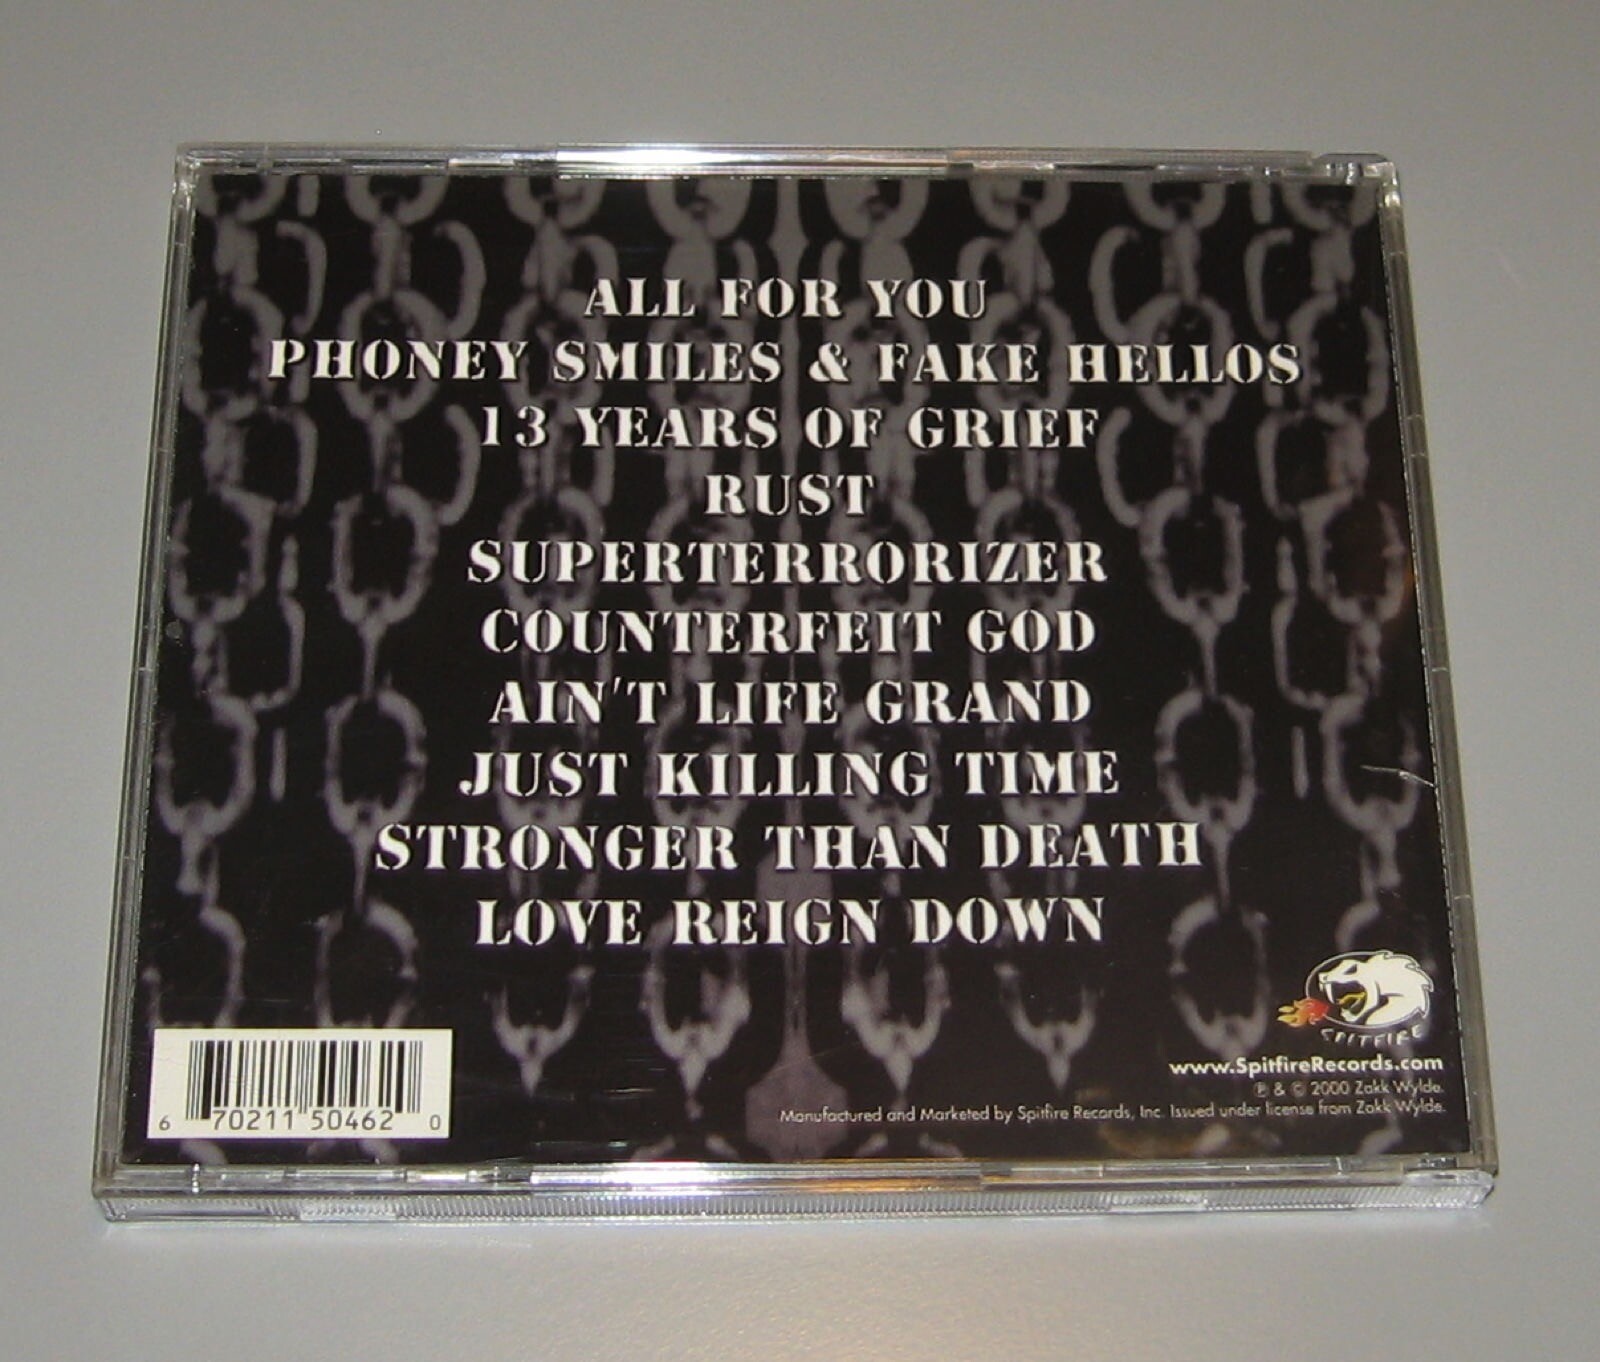 ALL FOR YOU
PHONEY SMILES & FAKE HELLOS
13 YEARS OF GRIEF
RUST
SUPERTERRORIZER
COUNTERFEIT GOD
AIN'T LIFE GRAND
JUST KILLING TIME
STRONGER THAN DEATH
LOVE REIGN DOWN
SPITFIRE
www.SpitfireRecords.com
℗ & © 2000 Zakk Wylde.
Manufactured and Marketed by Spitfire Records, Inc. Issued under license from Zakk Wylde.
6 70211 50462 0